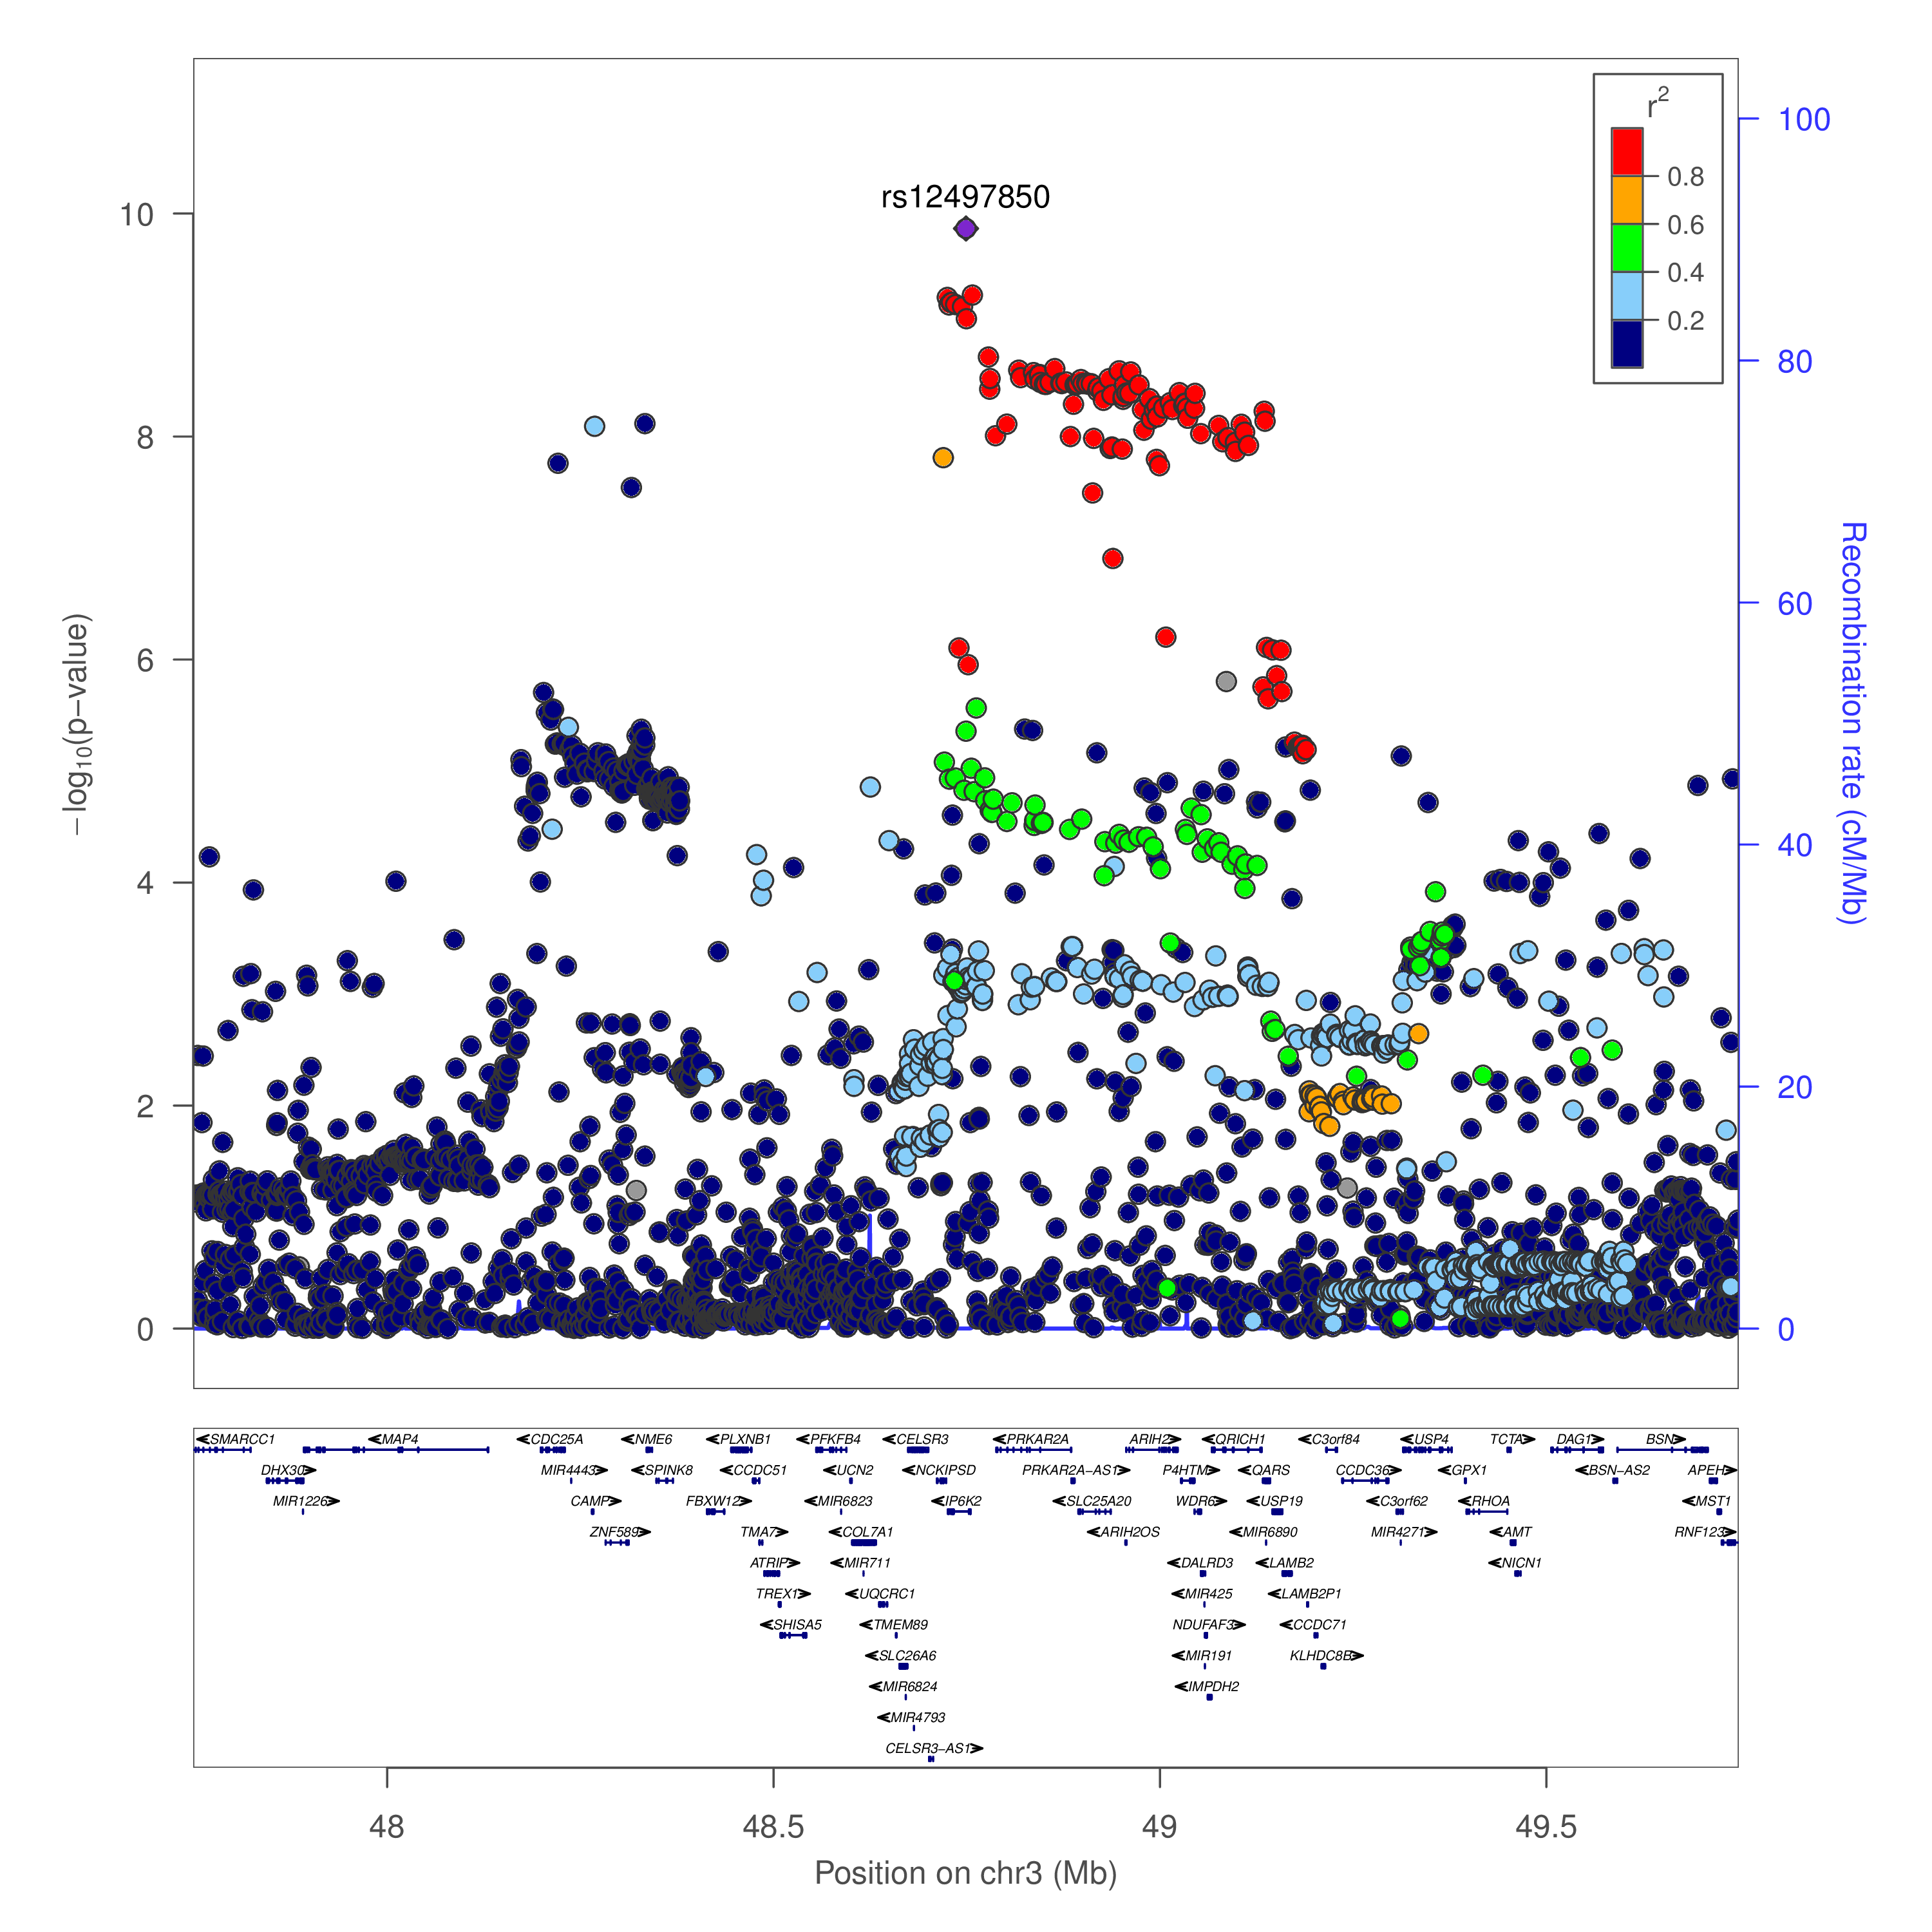 r2
0.8
0.6
0.4
0.2
rs12497850
10
8
6
4
2
0
−log10(p−value)
100
80
60
40
20
0
Recombination rate (cM/Mb)
SMARCC1 MAP4 CDC25A NME6 PLXNB1 PFKFB4 CELSR3 PRKAR2A ARIH2 QRICH1 C3orf84 USP4 TCTA DAG1 BSN
DHX30 MIR4443 SPINK8 CCDC51 UCN2 NCKIPSD PRKAR2A−AS1 P4HTM QARS CCDC36 GPX1 BSN−AS2 APEH
MIR1226 CAMP FBXW12 MIR6823 IP6K2 SLC25A20 WDR6 USP19 C3orf62 RHOA MST1
ZNF589 TMA7 COL7A1 ARIH2OS MIR6890 MIR4271 AMT RNF123
ATRIP MIR711 DALRD3 LAMB2 NICN1
TREX1 UQCRC1 MIR425 LAMB2P1
SHISA5 TMEM89 NDUFAF3 CCDC71
SLC26A6 MIR191 KLHDC8B
MIR6824 IMPDH2
MIR4793
CELSR3−AS1
48 48.5 49 49.5
Position on chr3 (Mb)